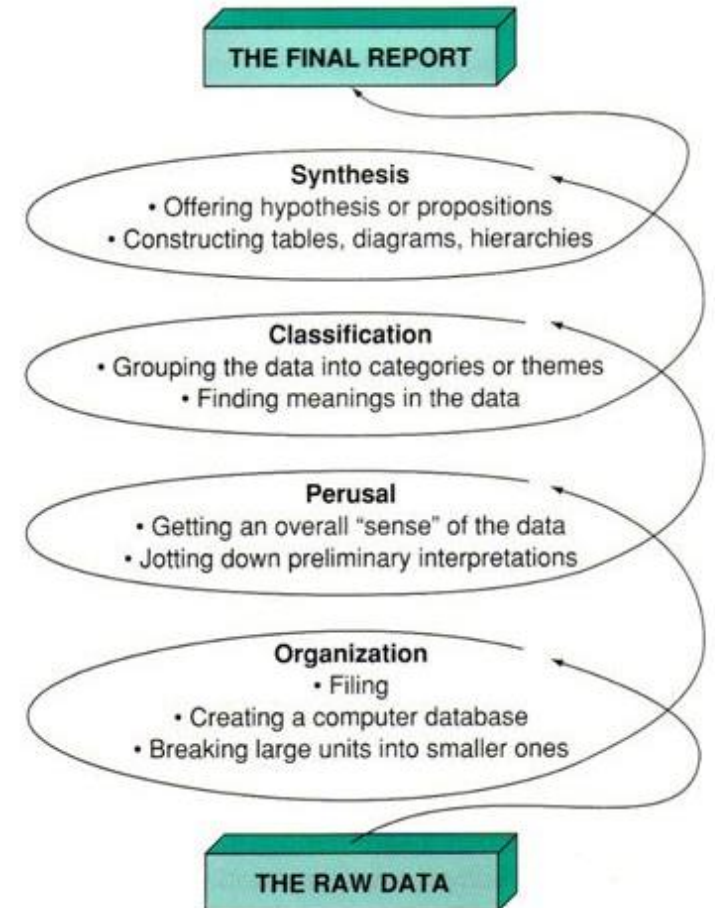 THE FINAL REPORT
Synthesis
• Offering hypothesis or propositions
• Constructing tables, diagrams, hierarchies
Classification
• Grouping the data into categories or themes
• Finding meanings in the data
Perusal
• Getting an overall “sense” of the data
• Jotting down preliminary interpretations
Organization
• Filing
• Creating a computer database
• Breaking large units into smaller ones
THE RAW DATA